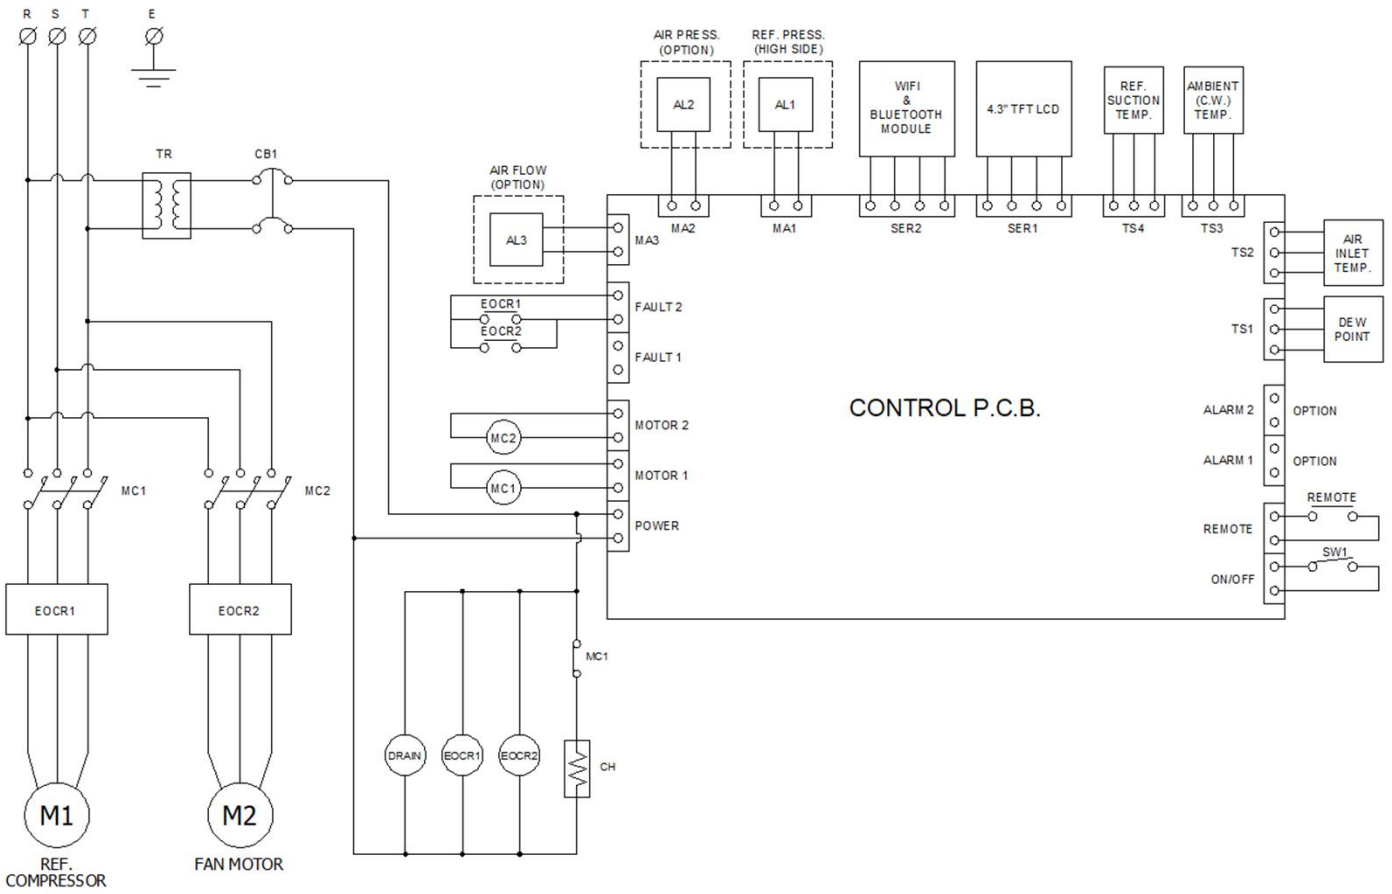 R S T E
AIR PRESS.
(OPTION)
REF. PRESS.
(HIGH SIDE)
AL2
AL1
WIFI
&
BLUETOOTH
MODULE
4.3" TFT LCD
REF.
SUCTION
TEMP.
AMBIENT
(C.W.)
TEMP.
TR
CB1
AIR FLOW
(OPTION)
AL3
MA3
MA2
MA1
SER2
SER1
TS4
TS3
TS2
AIR
INLET
TEMP.
EOCR1
EOCR2
FAULT 2
FAULT 1
TS1
DEW
POINT
CONTROL P.C.B.
MC2
MOTOR 2
MC1
MOTOR 1
POWER
ALARM 2
OPTION
ALARM 1
OPTION
REMOTE
REMOTE
SW1
ON/OFF
MC1
MC2
EOCR1
EOCR2
MC1
DRAIN
EOCR1
EOCR2
CH
M1
M2
REF.
COMPRESSOR
FAN MOTOR